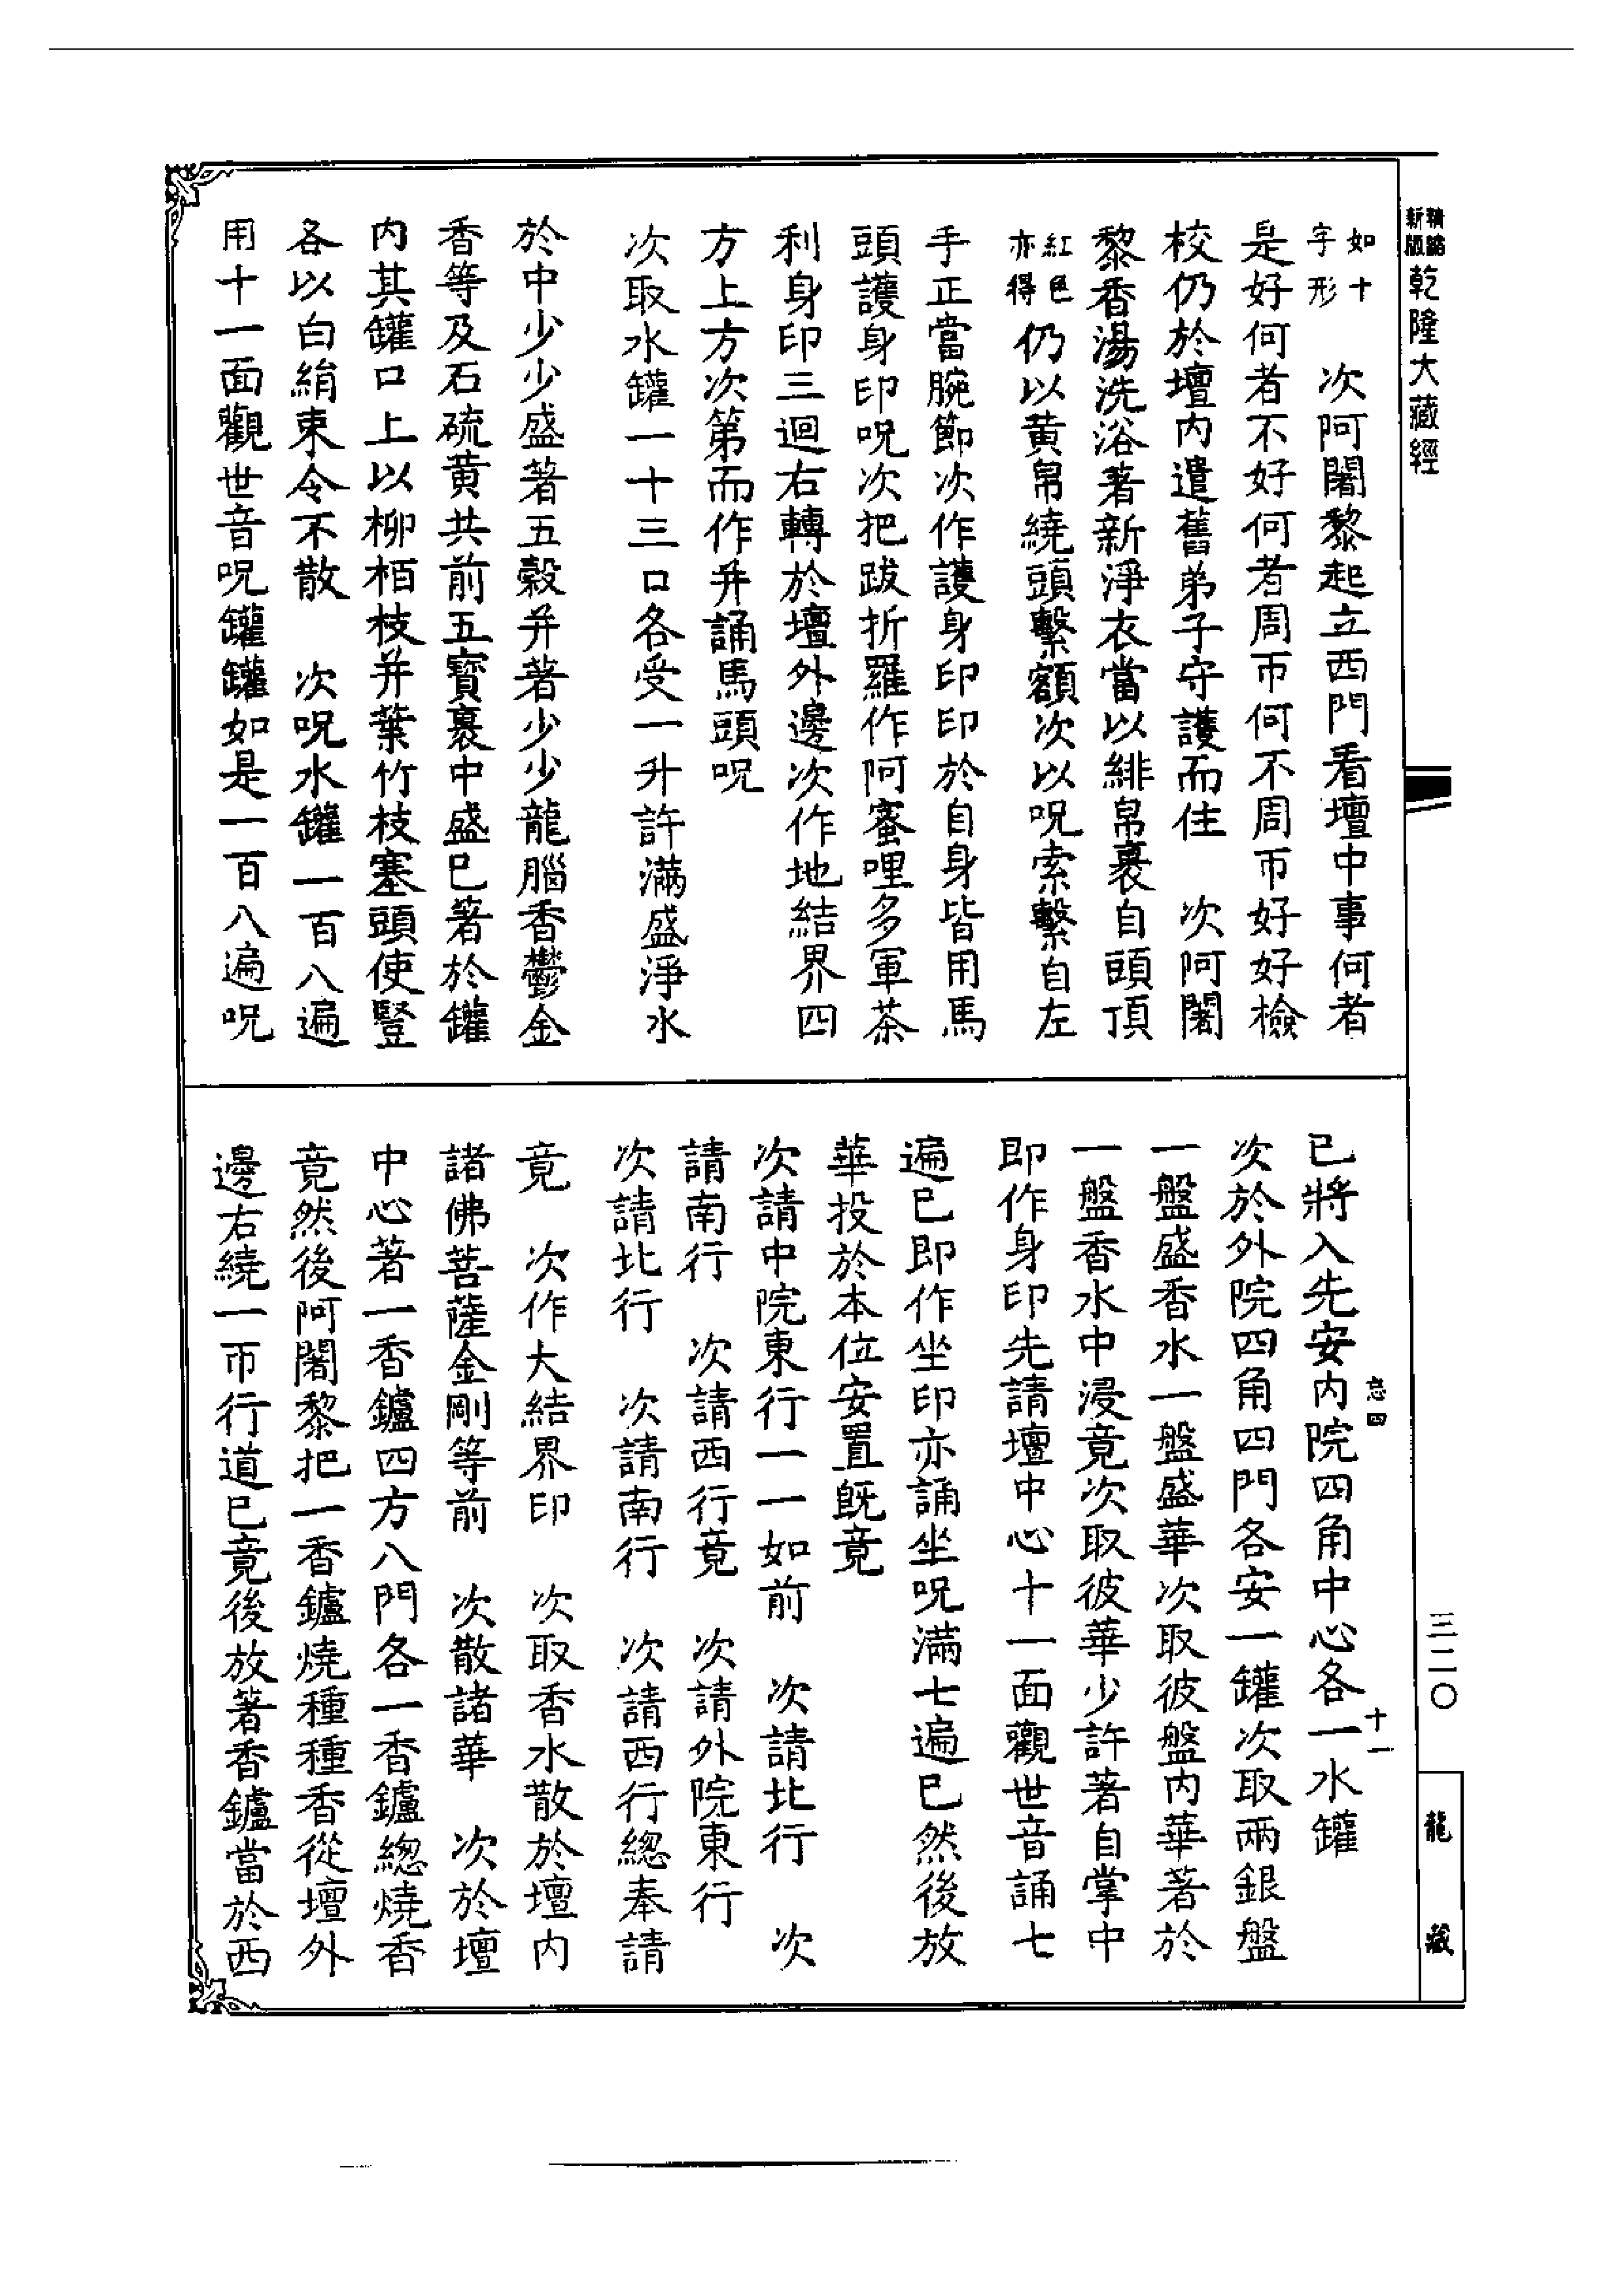 新版
精繕
乾隆大藏經
如十
字形
次阿闍黎起立西門看壇中事何者
是好何者不好何者周帀何不周帀好好檢
校仍於壇內遣舊弟子守護而住　次阿闍
黎香湯洗浴著新淨衣當以緋帛裹自頭頂
紅色
亦得
仍以黃帛繞頭繫額次以呪索繫自左
手正當腕節次作護身印印於自身皆用馬
頭護身印呪次把跋折羅作阿蜜哩多軍茶
利身印三迴右轉於壇外邊次作地結界四
方上方次第而作并誦馬頭呪
次取水罐一十三口各受一升許滿盛淨水
於中少少盛著五穀并著少少龍腦香鬱金
香等及石硫黃共前五寶裹中盛已著於罐
內其罐口上以柳栢枝并葉竹枝塞頭使豎
各以白絹束令不散　次呪水罐一百八遍
用十一面觀世音呪罐罐如是一百八遍呪
已將入先安內院四角中心各一水罐
次於外院四角四門各安一罐次取兩銀盤
一盤盛香水一盤盛華次取彼盤內華著於
一盤香水中浸竟次取彼華少許著自掌中
即作身印先請壇中心十一面觀世音誦七
遍已即作坐印亦誦坐呪滿七遍已然後放
華投於本位安置既竟
次請中院東行一一如前　次請北行　次
請南行　次請西行竟　次請外院東行
次請北行　次請南行　次請西行總奉請
竟　次作大結界印　次取香水散於壇內
諸佛菩薩金剛等前　次散諸華　次於壇
中心著一香鑪四方八門各一香鑪總燒香
竟然後阿闍黎把一香鑪燒種種香從壇外
邊右繞一帀行道已竟後放著香鑪當於西
忘四
十一
三二〇
龍藏